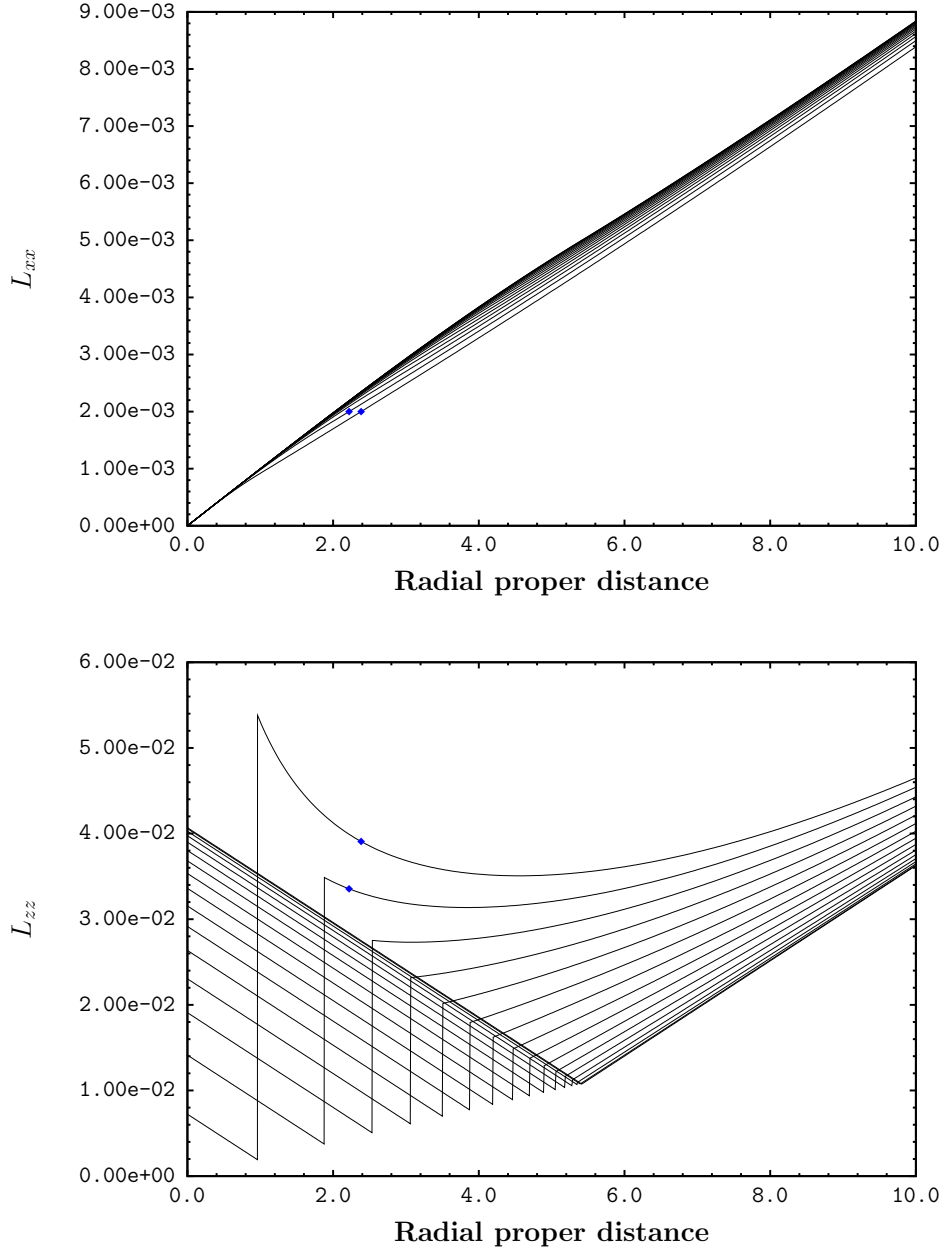 9.00e-03
8.00e-03
7.00e-03
6.00e-03
5.00e-03
4.00e-03
3.00e-03
2.00e-03
1.00e-03
0.00e+00
Lxx
0.0 2.0 4.0 6.0 8.0 10.0
Radial proper distance
6.00e-02
5.00e-02
4.00e-02
3.00e-02
2.00e-02
1.00e-02
0.00e+00
Lzz
0.0 2.0 4.0 6.0 8.0 10.0
Radial proper distance